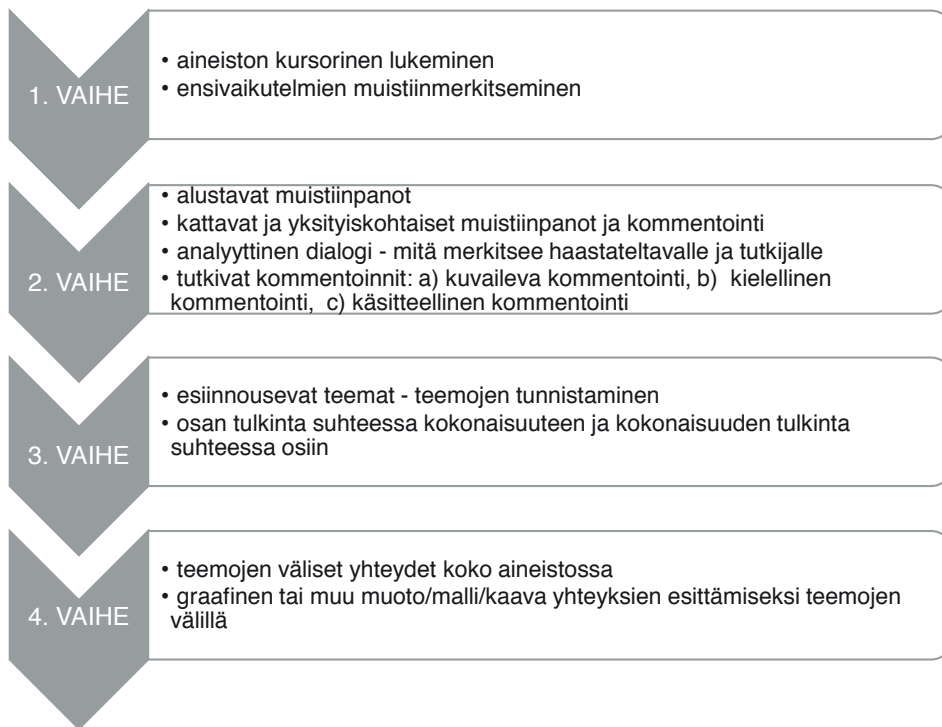 1. VAIHE
• aineiston kursorinen lukeminen
• ensivaikutelmien muistiinmerkitseminen
2. VAIHE
• alustavat muistiinpanot
• kattavat ja yksityiskohtaiset muistiinpanot ja kommentointi
• analyyttinen dialogi - mitä merkitsee haastateltavalle ja tutkijalle
• tutkivat kommentoinnit: a) kuvaileva kommentointi, b) kielellinen
kommentointi, c) käsitteellinen kommentointi
3. VAIHE
• esiinnousevat teemat - teemojen tunnistaminen
• osan tulkinta suhteessa kokonaisuuteen ja kokonaisuuden tulkinta
suhteessa osiin
4. VAIHE
• teemojen väliset yhteydet koko aineistossa
• graafinen tai muu muoto/malli/kaava yhteyksien esittämiseksi teemojen
välillä